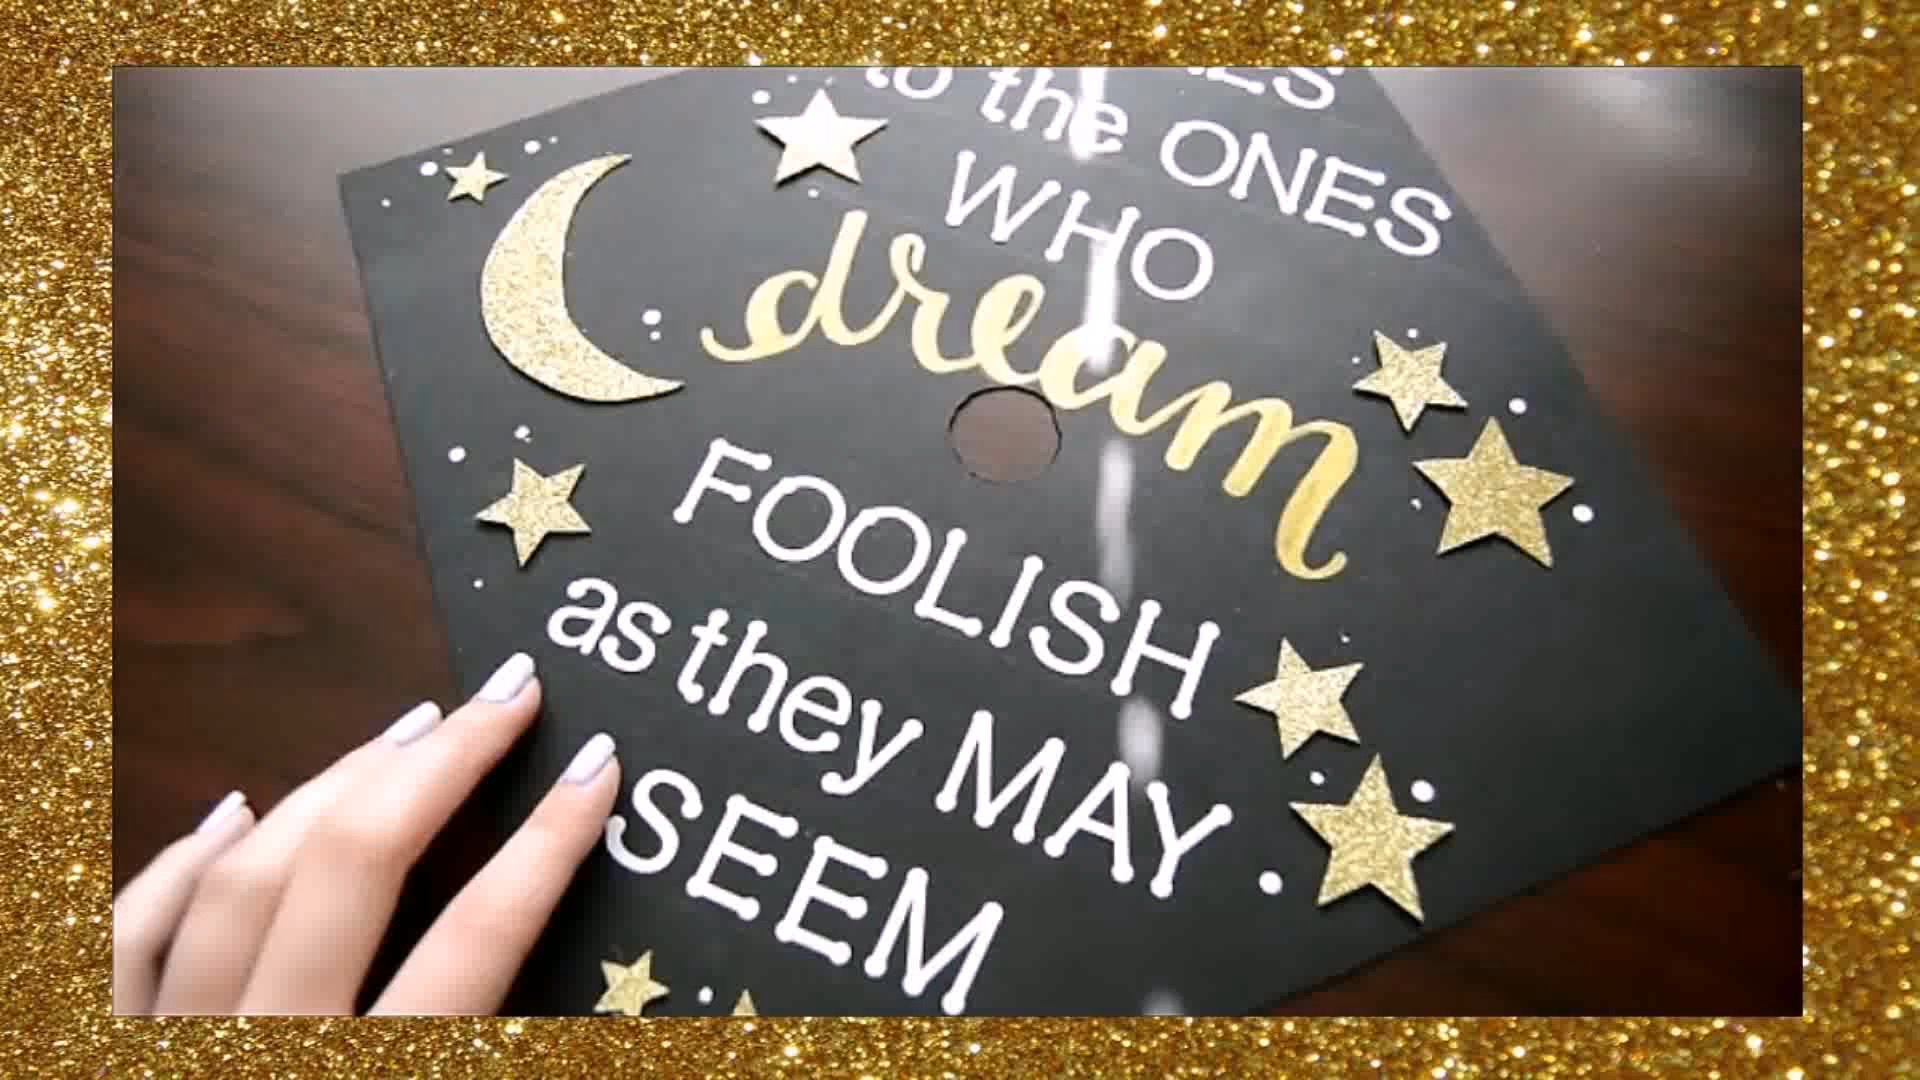 to the ONES
WHO
dream
FOOLISH
as they MAY
SEEM